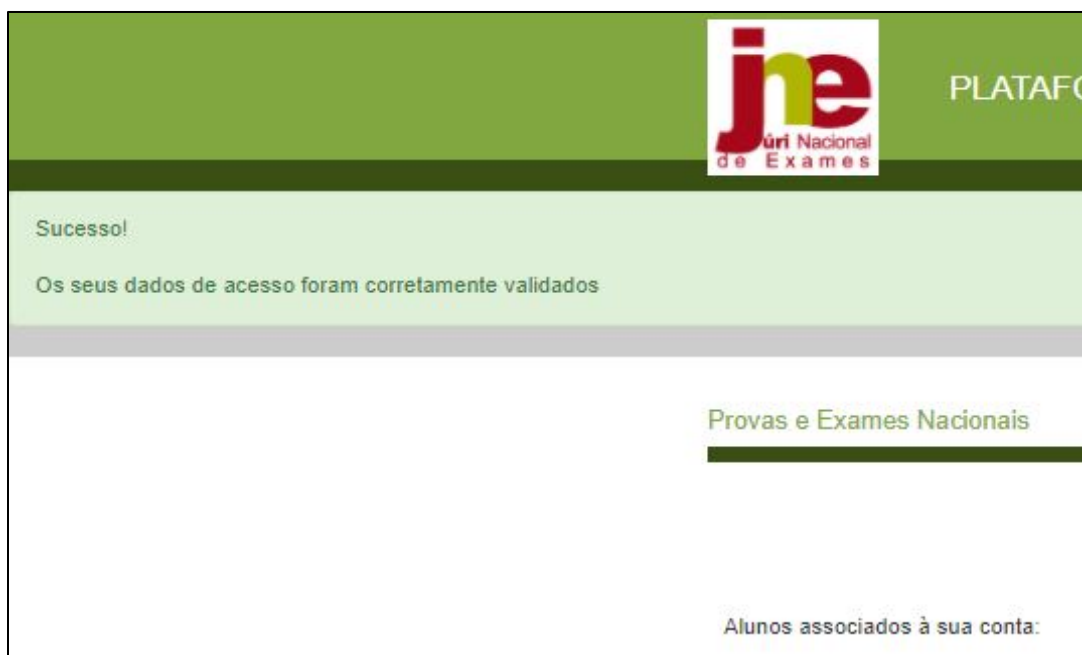 jne
Júri Nacional
de Exames
PLATAFO
Sucesso!
Os seus dados de acesso foram corretamente validados
Provas e Exames Nacionais
Alunos associados à sua conta: